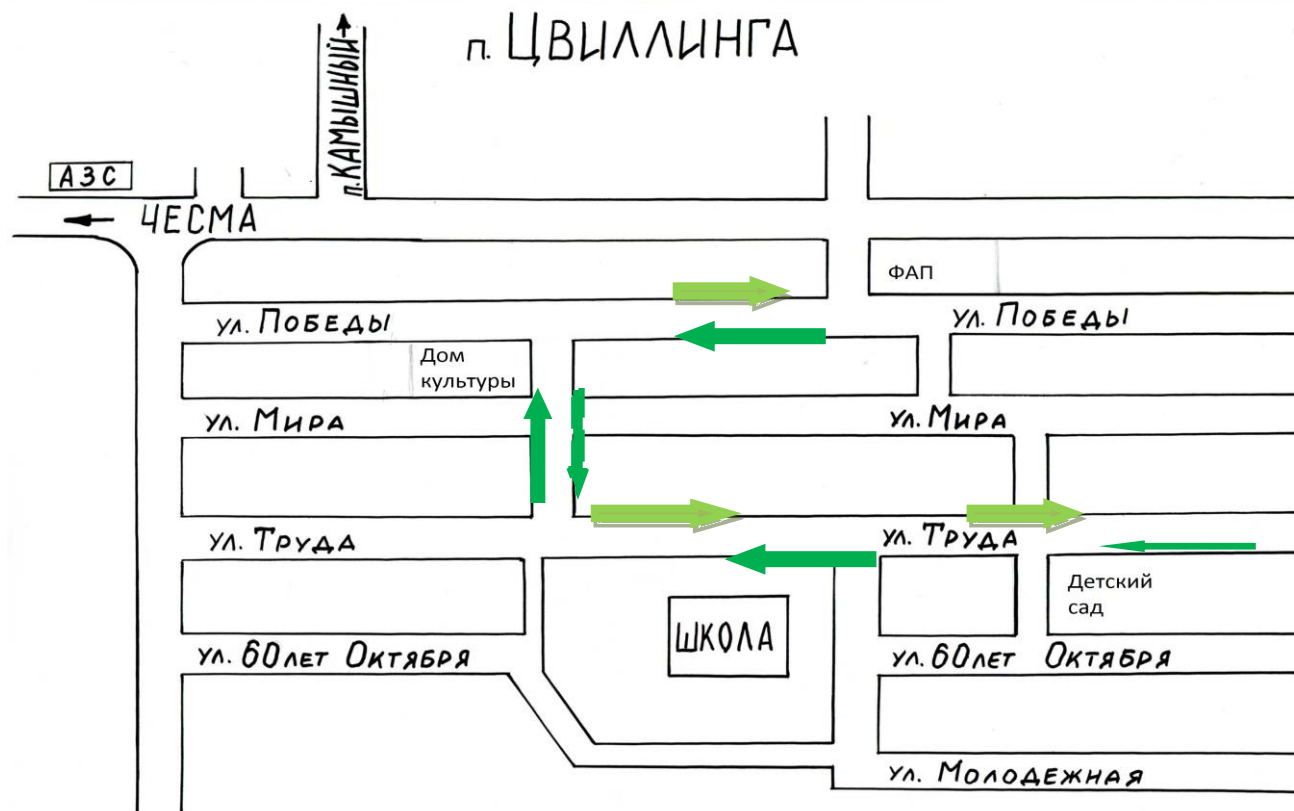 п. ЦВИЛЛИНГА
п. КАМЫШНЫЙ
АЗС
ЧЕСМА
ФАП
ул. ПОБЕДЫ
ул. ПОБЕДЫ
Дом
культуры
ул. МИРА
ул. МИРА
ул. ТРУДА
ул. ТРУДА
Детский
сад
ШКОЛА
ул. 60 ЛЕТ ОКТЯБРЯ
ул. 60 ЛЕТ ОКТЯБРЯ
ул. МОЛОДЕЖНАЯ